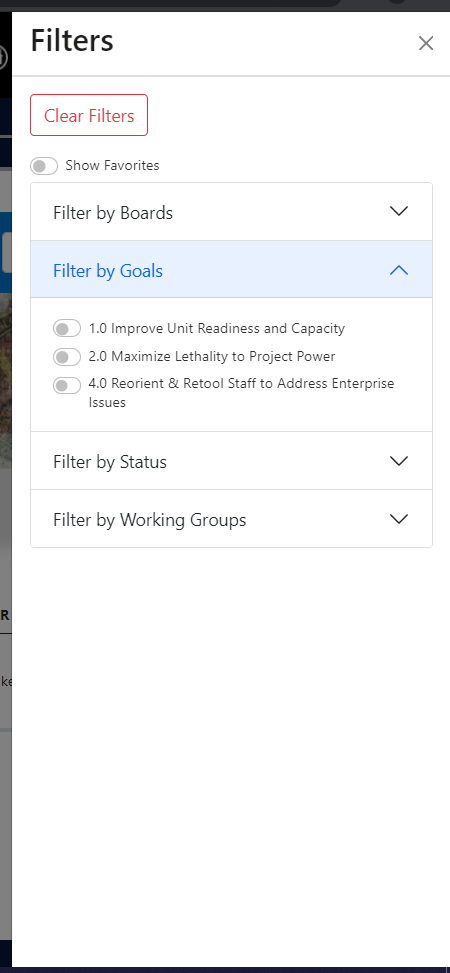 Filters
Clear Filters
Show Favorites
Filter by Boards
Filter by Goals
1.0 Improve Unit Readiness and Capacity
2.0 Maximize Lethality to Project Power
4.0 Reorient & Retool Staff to Address Enterprise
Issues
Filter by Status
Filter by Working Groups
R
ke